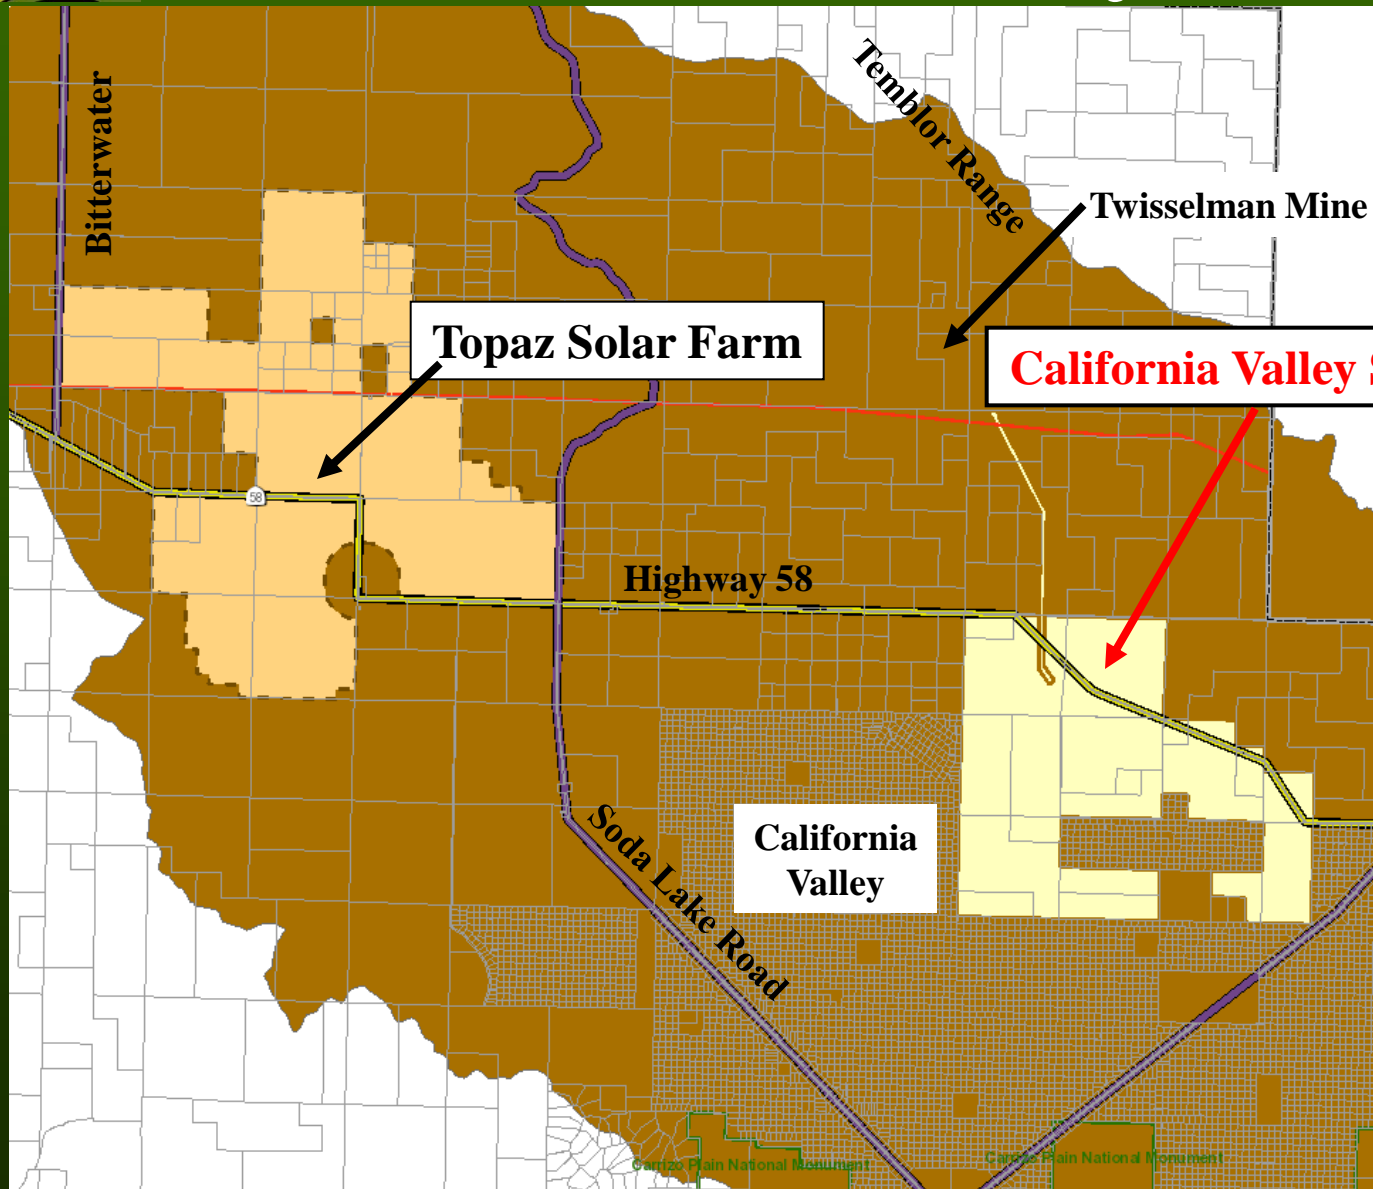 Temblor Range
Bitterwater
Twisselman Mine
Topaz Solar Farm
California Valley S
58
Highway 58
California
Valley
Soda Lake Road
Carrizo Plain National Monument
Carrizo Plain National Monument